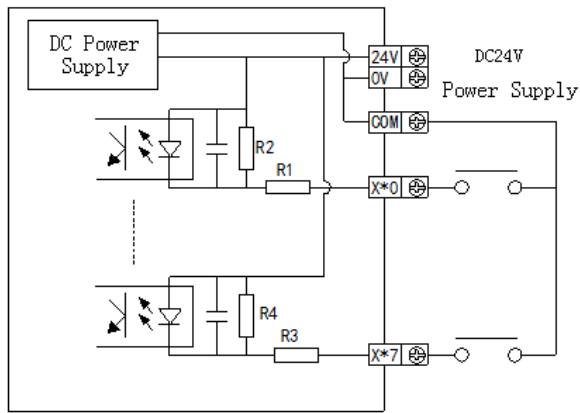 DC Power
Supply
24V
0V
COM
DC24V
Power Supply
R2
R1
X*0
R4
R3
X*7